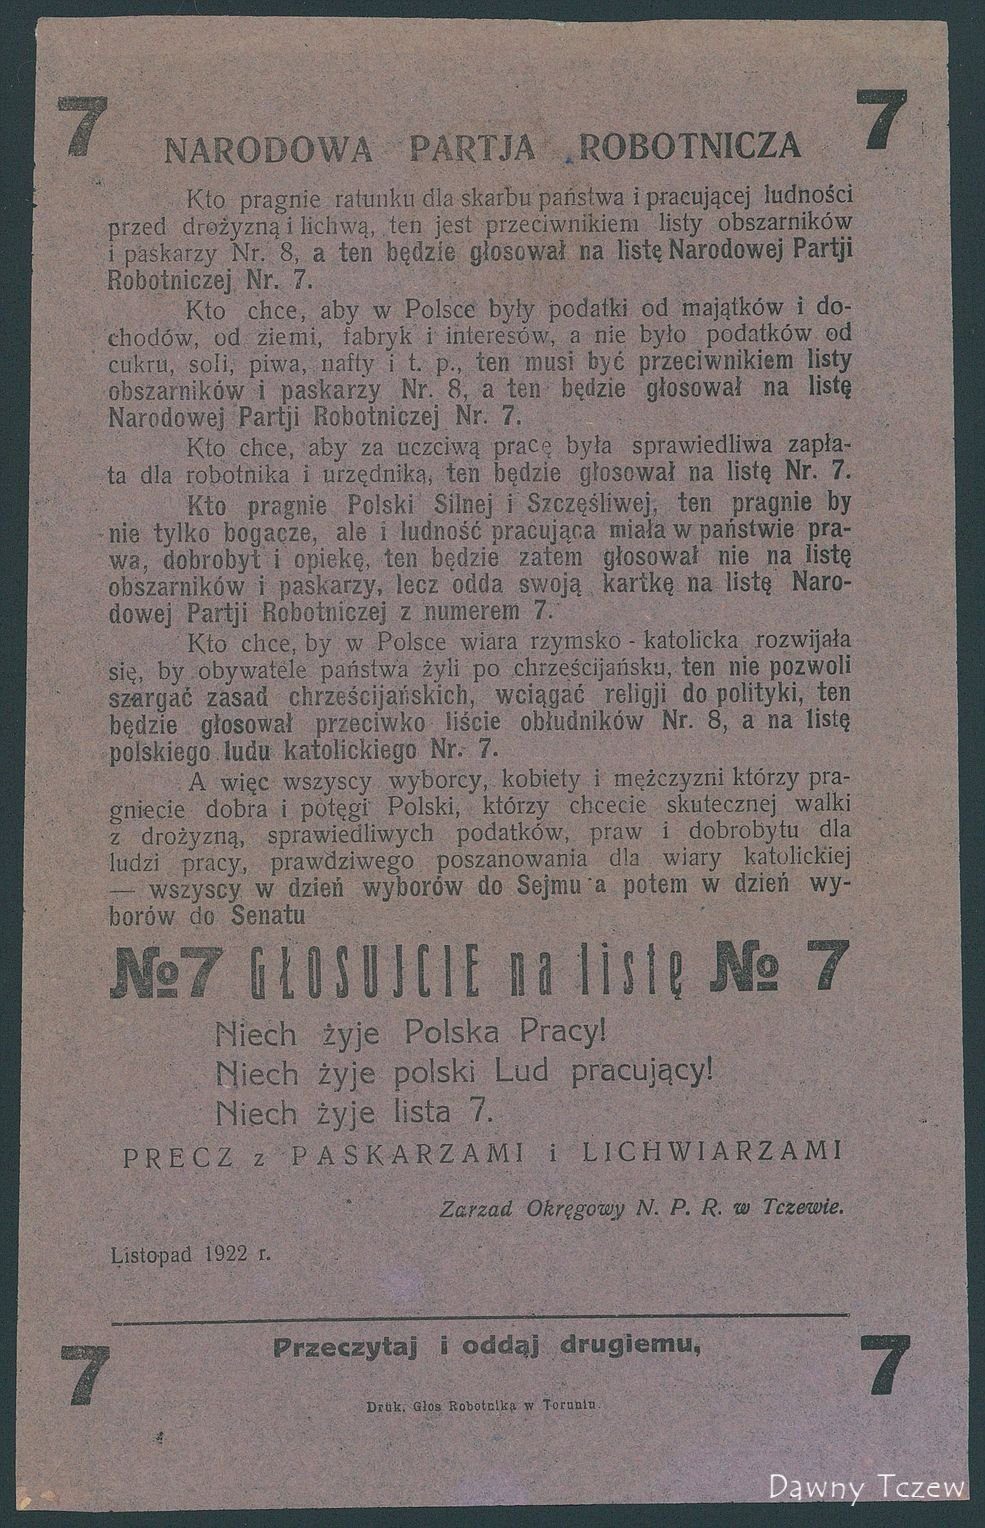 7 7
NARODOWA PARTJA ROBOTNICZA
Kto pragnie ratunku dla skarbu państwa i pracującej ludności
przed drożyzną i lichwą, ten jest przeciwnikiem listy obszarników
i paskarzy Nr. 8, a ten będzie głosował na listę Narodowej Partji
Robotniczej Nr. 7.
Kto chce, aby w Polsce były podatki od majątków i do-
chodów, od ziemi, fabryk i interesów, a nie było podatków od
cukru, soli, piwa, nafty i t. p., ten musi być przeciwnikiem listy
obszarników i paskarzy Nr. 8, a ten będzie głosował na listę
Narodowej Partji Robotniczej Nr. 7.
Kto chce, aby za uczciwą pracę była sprawiedliwa zapła-
ta dla robotnika i urzędnika, ten będzie głosował na listę Nr. 7.
Kto pragnie Polski Silnej i Szczęśliwej, ten pragnie by
nie tylko bogacze, ale i ludność pracująca miała w państwie pra-
wa, dobrobyt i opiekę, ten będzie zatem głosował nie na listę
obszarników i paskarzy, lecz odda swoją kartkę na listę Naro-
dowej Partji Robotniczej z numerem 7.
Kto chce, by w Polsce wiara rzymsko - katolicka rozwijała
się, by obywatele państwa żyli po chrześcijańsku, ten nie pozwoli
szargać zasad chrześcijańskich, wciągać religji do polityki, ten
będzie głosował przeciwko liście obłudników Nr. 8, a na listę
polskiego ludu katolickiego Nr. 7.
A więc wszyscy wyborcy, kobiety i mężczyzni którzy pra-
gniecie dobra i potęgi Polski, którzy chcecie skutecznej walki
z drożyzną, sprawiedliwych podatków, praw i dobrobytu dla
ludzi pracy, prawdziwego poszanowania dla wiary katolickiej
— wszyscy w dzień wyborów do Sejmu a potem w dzień wy-
borów do Senatu
№ 7 GŁOSUJCIE na listę № 7
Niech żyje Polska Pracy!
Niech żyje polski Lud pracujący!
Niech żyje lista 7.
PRECZ z PASKARZAMI i LICHWIARZAMI
Zarzad Okręgowy N. P. R. w Tczewie.
Listopad 1922 r.
Przeczytaj i oddaj drugiemu,
7 7
Druk. Głos Robotnika w Toruniu.
Dawny Tczew